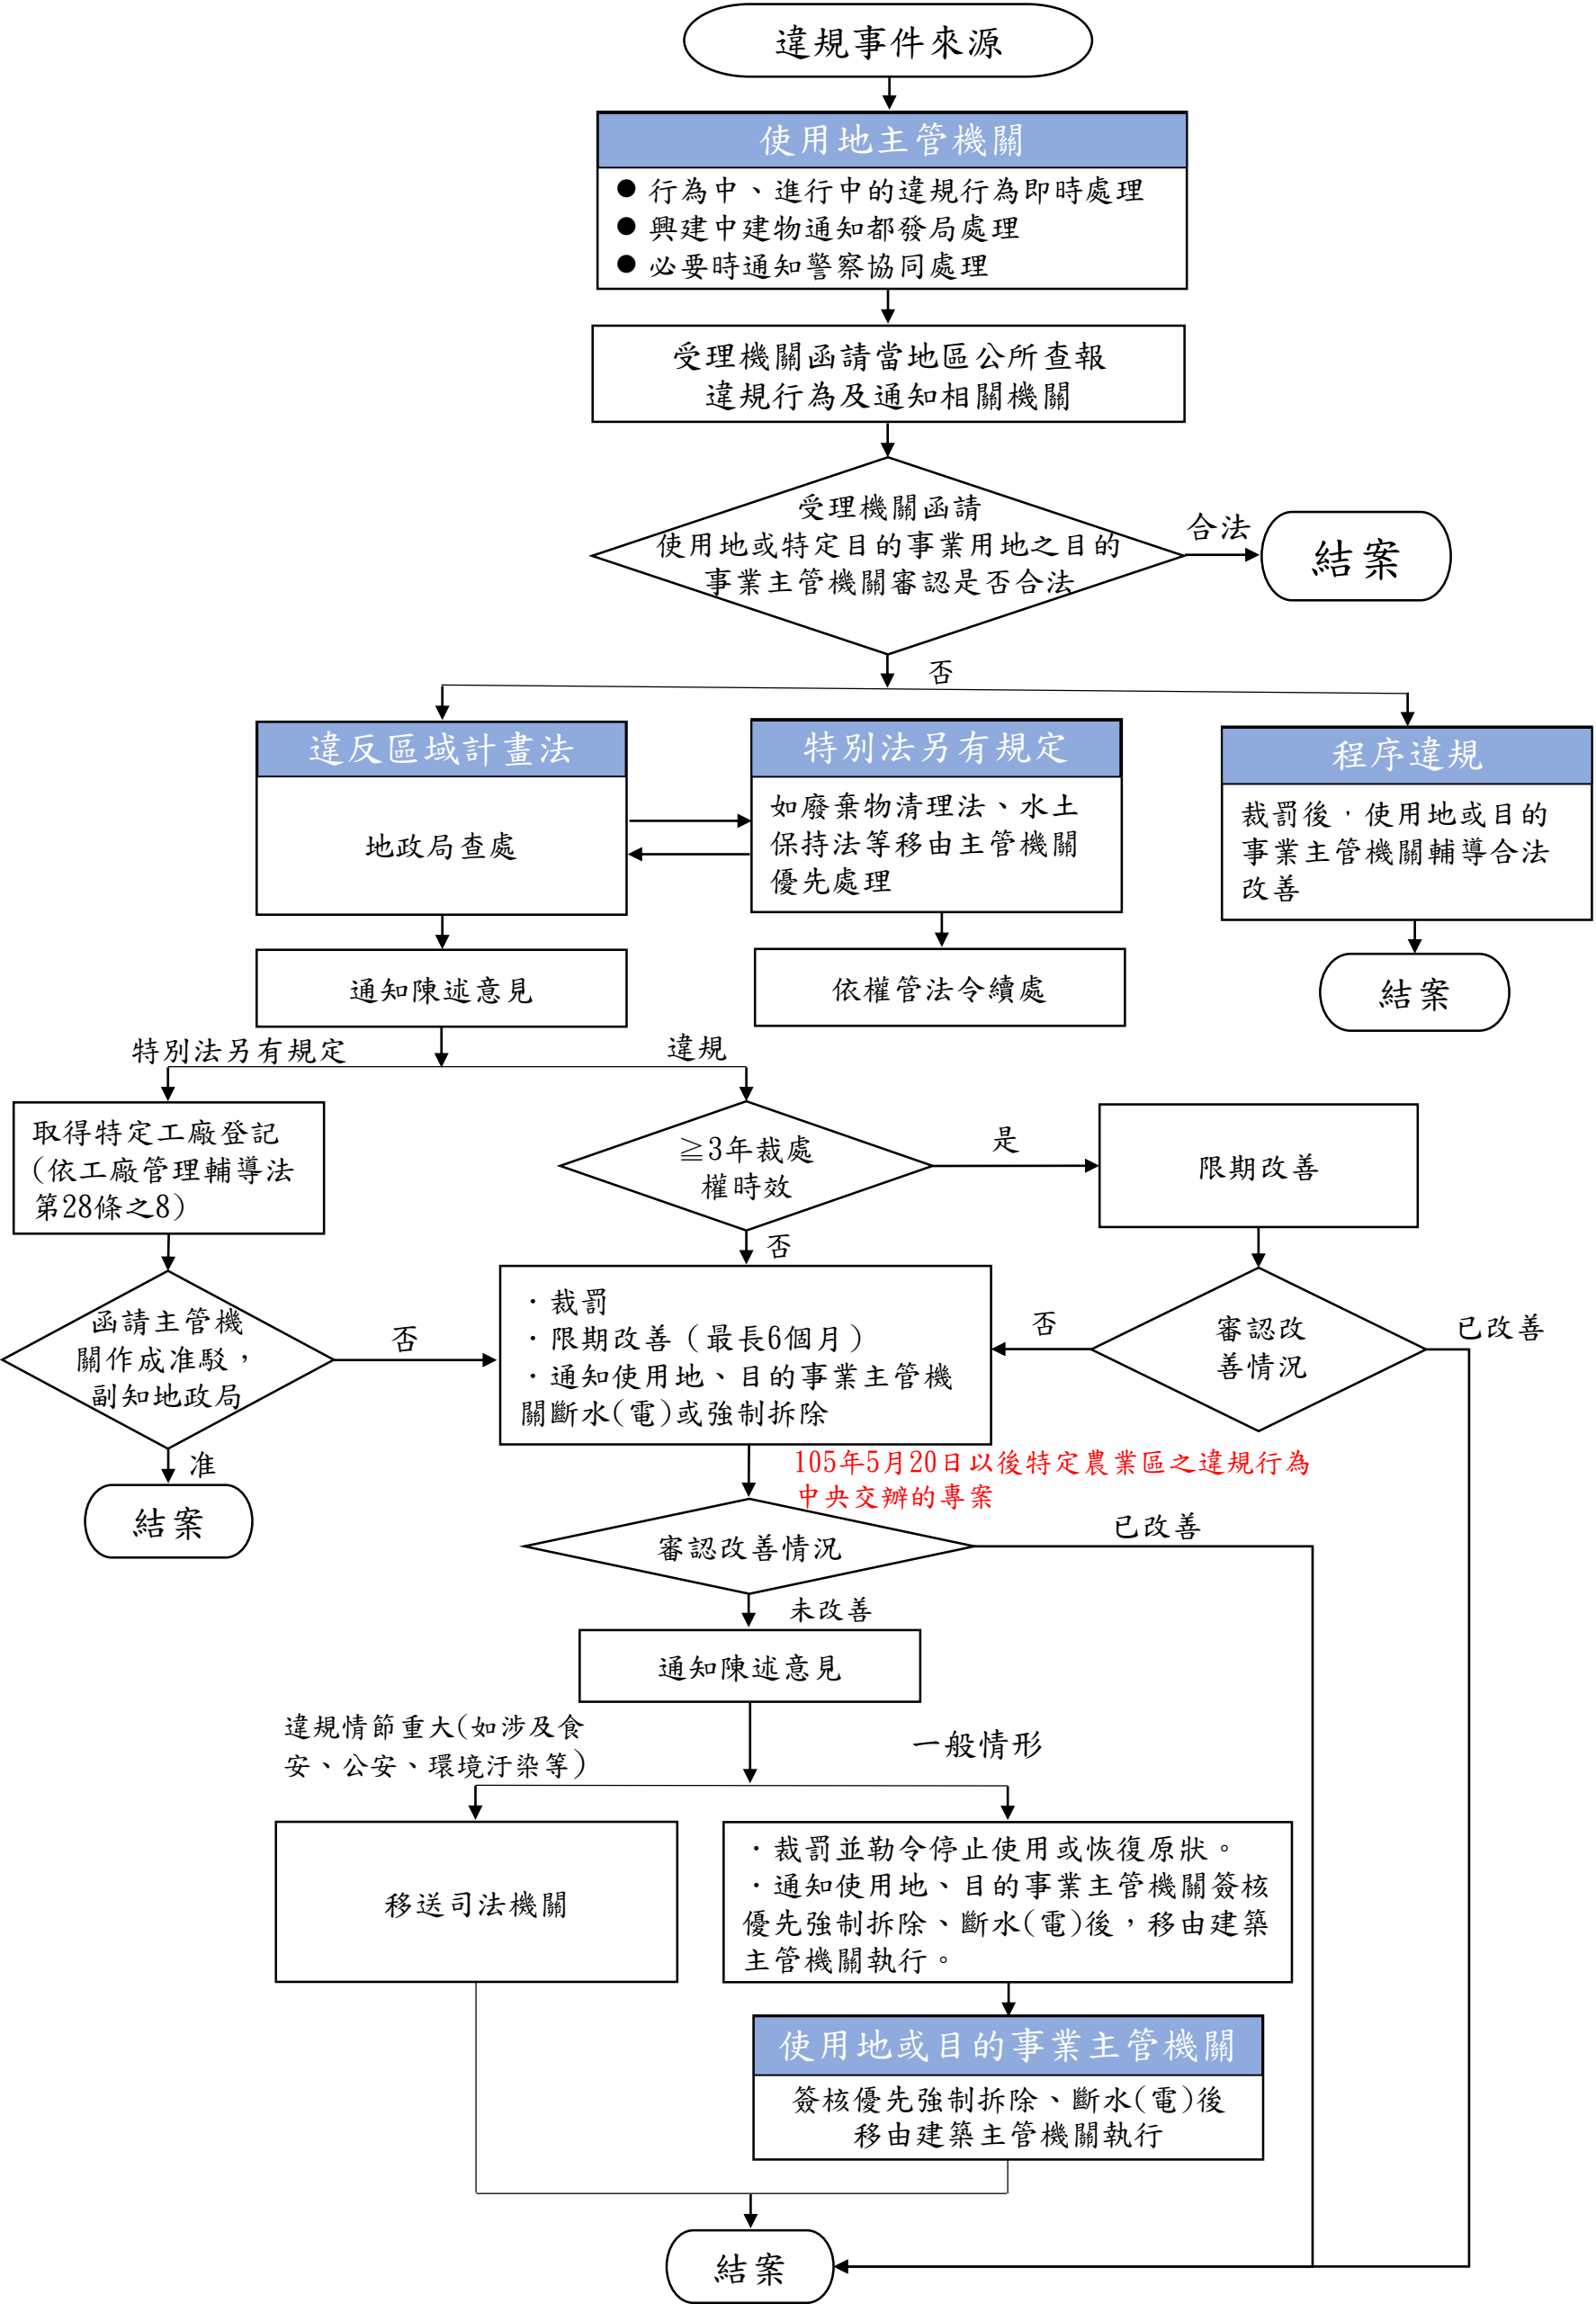 違規事件來源
使用地主管機關
● 行為中、進行中的違規行為即時處理
● 興建中建物通知都發局處理
● 必要時通知警察協同處理
受理機關函請當地區公所查報
違規行為及通知相關機關
受理機關函請
使用地或特定目的事業用地之目的
事業主管機關審認是否合法
合法
結案
否
違反區域計畫法
地政局查處
特別法另有規定
如廢棄物清理法、水土
保持法等移由主管機關
優先處理
程序違規
裁罰後，使用地或目的
事業主管機關輔導合法
改善
通知陳述意見
依權管法令續處
結案
特別法另有規定
違規
取得特定工廠登記
(依工廠管理輔導法
第28條之8)
≧3年裁處
權時效
是
限期改善
否
函請主管機
關作成准駁，
副知地政局
否
．裁罰
．限期改善（最長6個月）
．通知使用地、目的事業主管機
關斷水(電)或強制拆除
否
審認改
善情況
已改善
准
結案
105年5月20日以後特定農業區之違規行為
中央交辦的專案
審認改善情況
已改善
未改善
通知陳述意見
違規情節重大(如涉及食
安、公安、環境汙染等)
一般情形
移送司法機關
．裁罰並勒令停止使用或恢復原狀。
．通知使用地、目的事業主管機關簽核
優先強制拆除、斷水(電)後，移由建築
主管機關執行。
使用地或目的事業主管機關
簽核優先強制拆除、斷水(電)後
移由建築主管機關執行
結案